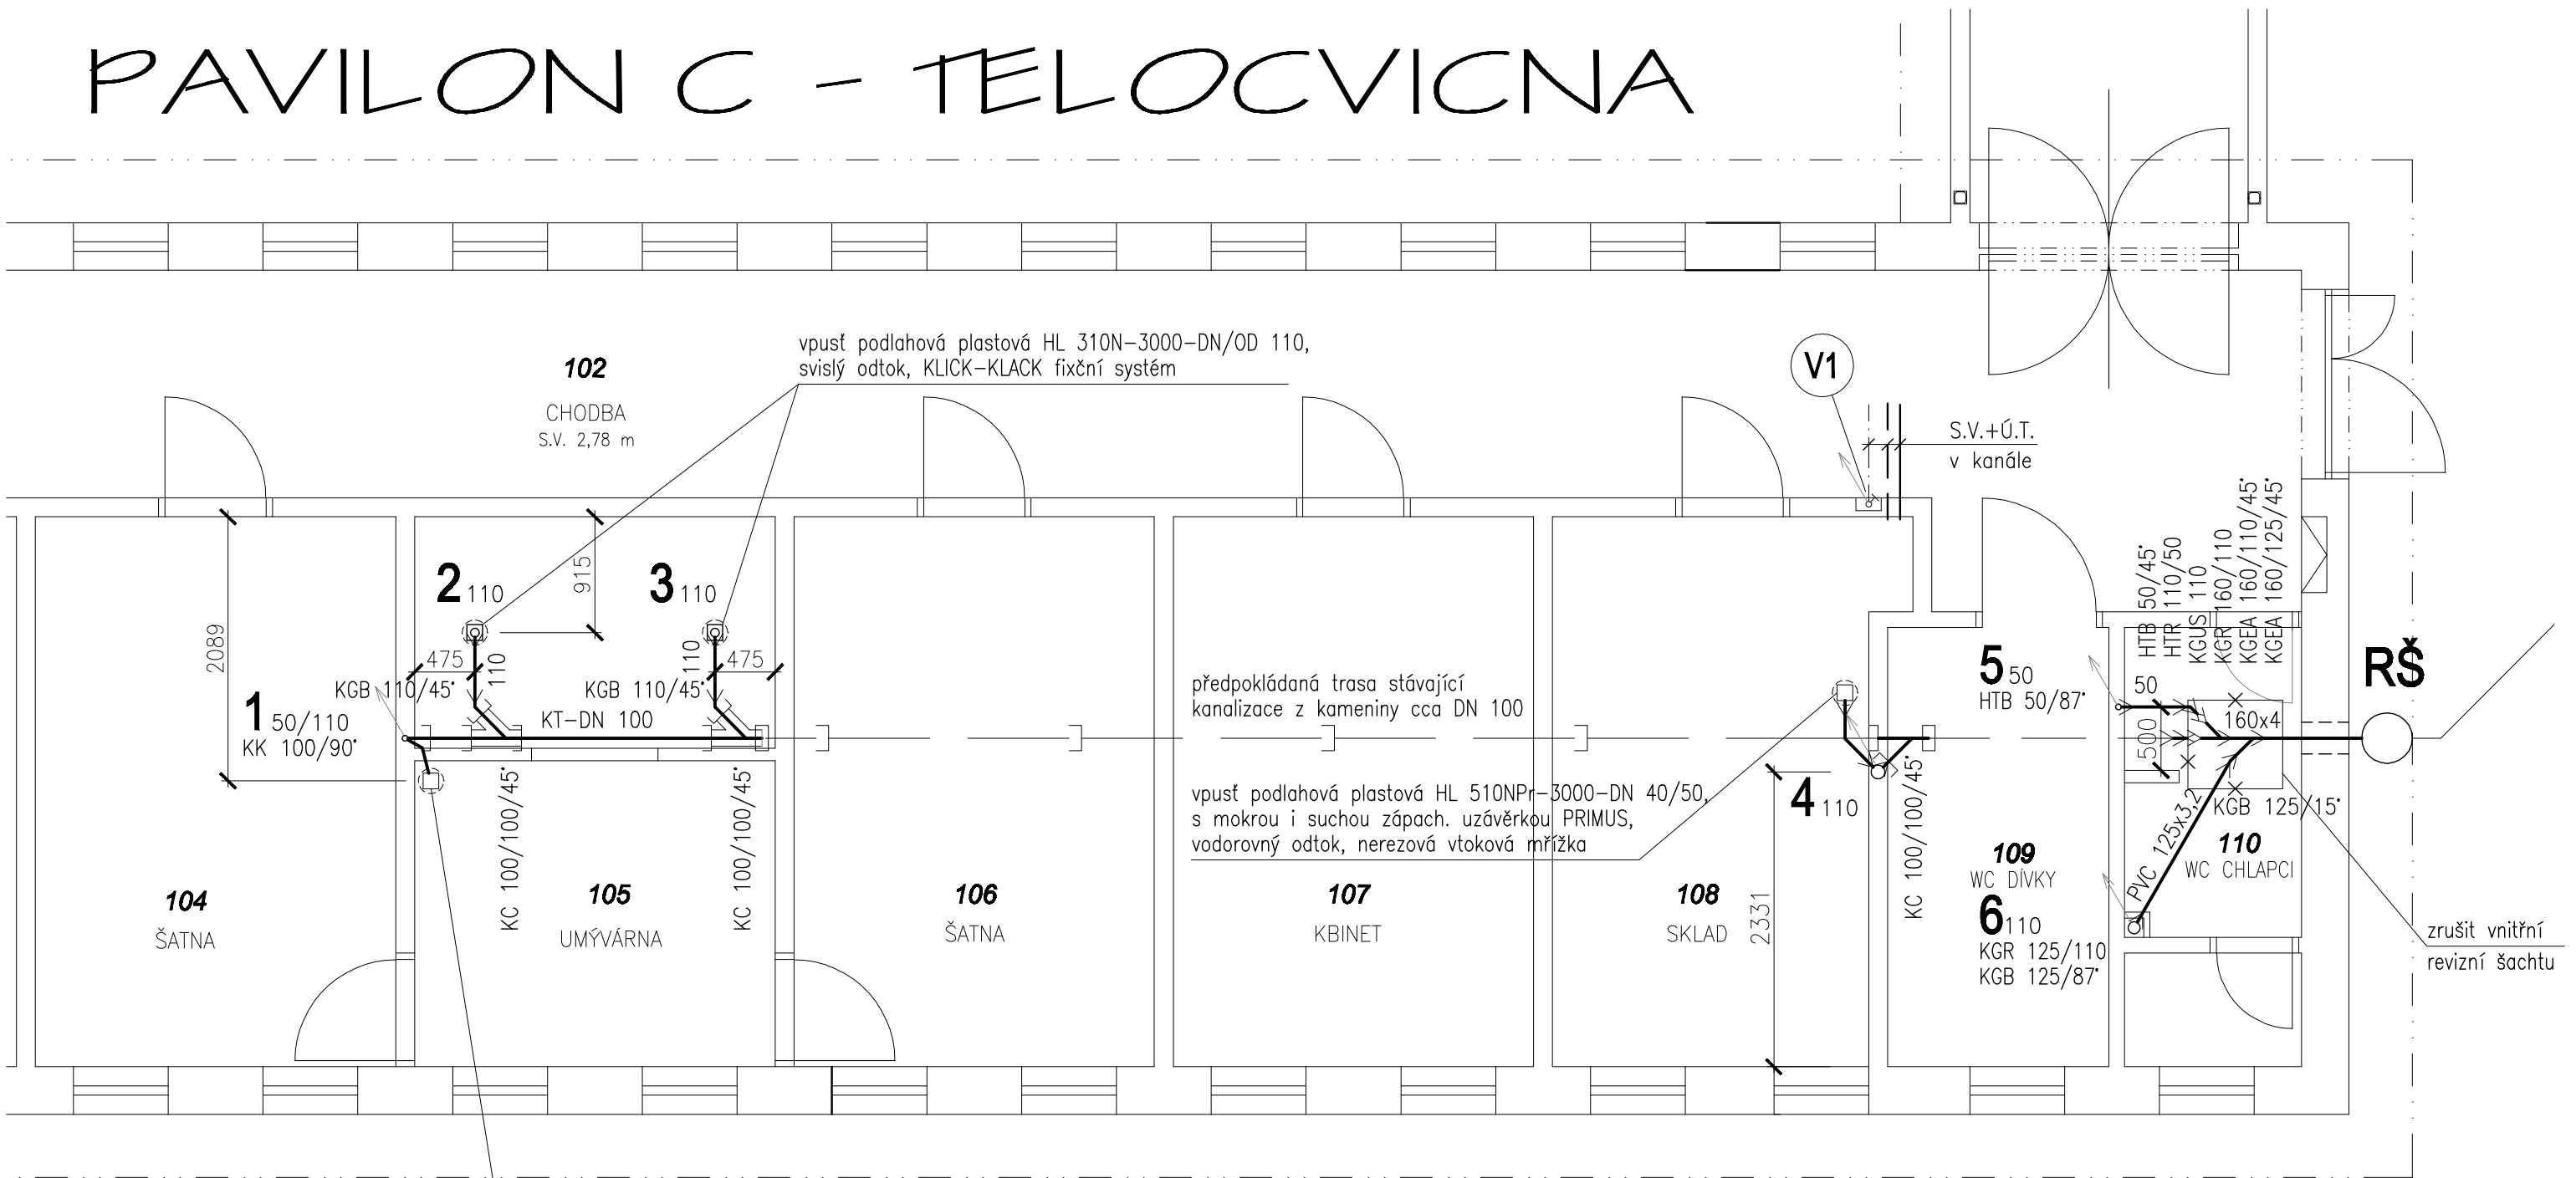 PAVILON C - TELOCVICNA
vpusť podlahová plastová HL 310N-3000-DN/OD 110,
svislý odtok, KLICK-KLACK fixční systém
102
CHODBA
S.V. 2,78 m
V1
S.V.+Ú.T.
v kanále
2089
915
2 110
3 110
475
110
110
475
KGB 110/45°
KGB 110/45°
KT-DN 100
1 50/110
KK 100/90°
předpokládaná trasa stávající
kanalizace z kameniny cca DN 100
vpusť podlahová plastová HL 510NPr-3000-DN 40/50,
s mokrou i suchou zápach. uzávěrkou PRIMUS,
vodorovný odtok, nerezová vtoková mřížka
4 110
2331
KC 100/100/45°
KC 100/100/45°
KC 100/100/45°
HTB 50/45°
HTR 110/50
KGUS 110
KGR 160/110
KGEA 160/110/45°
KGEA 160/125/45°
5 50
HTB 50/87°
50
500
160x4
RŠ
KGB 125/15°
PVC 125x3,2
110
WC CHLAPCI
109
WC DÍVKY
6 110
KGR 125/110
KGB 125/87°
104
ŠATNA
105
UMÝVÁRNA
106
ŠATNA
107
KBINET
108
SKLAD
zrušit vnitřní
revizní šachtu